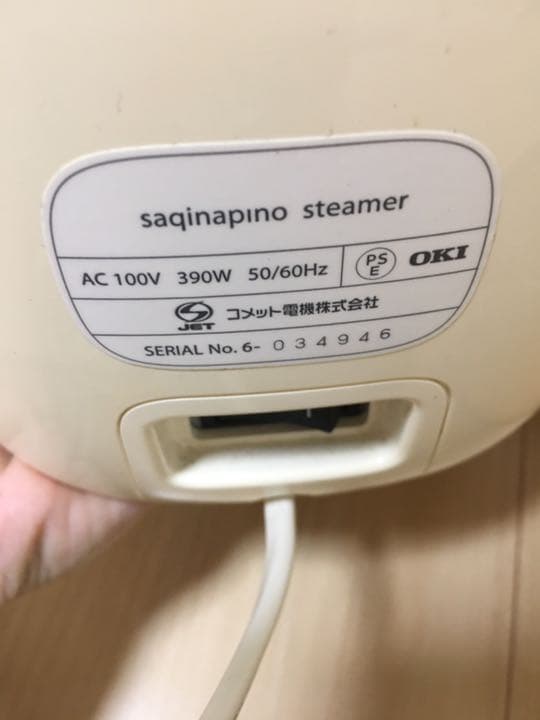 saqinapino steamer
AC 100V 390W 50/60Hz PS E OKI
JET コメット電機株式会社
SERIAL No. 6- 034946